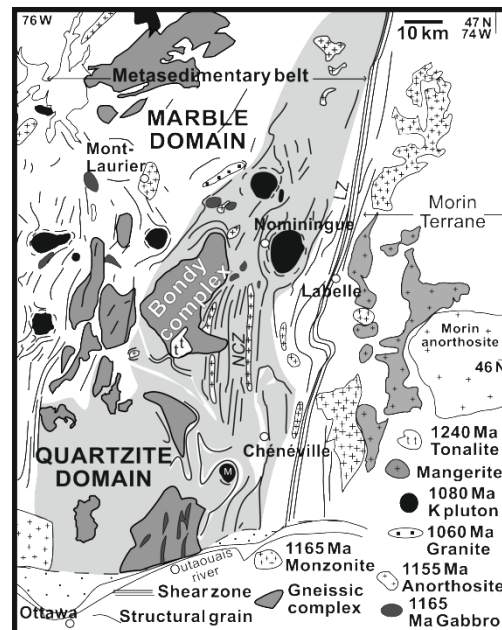 76 W
47 N
74 W
10 km
Metasedimentary belt
MARBLE
DOMAIN
Mont-
Laurier
LZ
Morin
Terrane
Nominingue
Labelle
Bondy
complex
NCZ
Morin
anorthosite
46 N
t t
QUARTZITE
DOMAIN
Chénéville
M
1240 Ma
Tonalite
Mangerite
1080 Ma
K pluton
1060 Ma
Granite
1155 Ma
Anorthosite
1165
Ma Gabbro
1165 Ma
Monzonite
Gneissic
complex
Outaouais
river
Shear zone
Structural grain
Ottawa